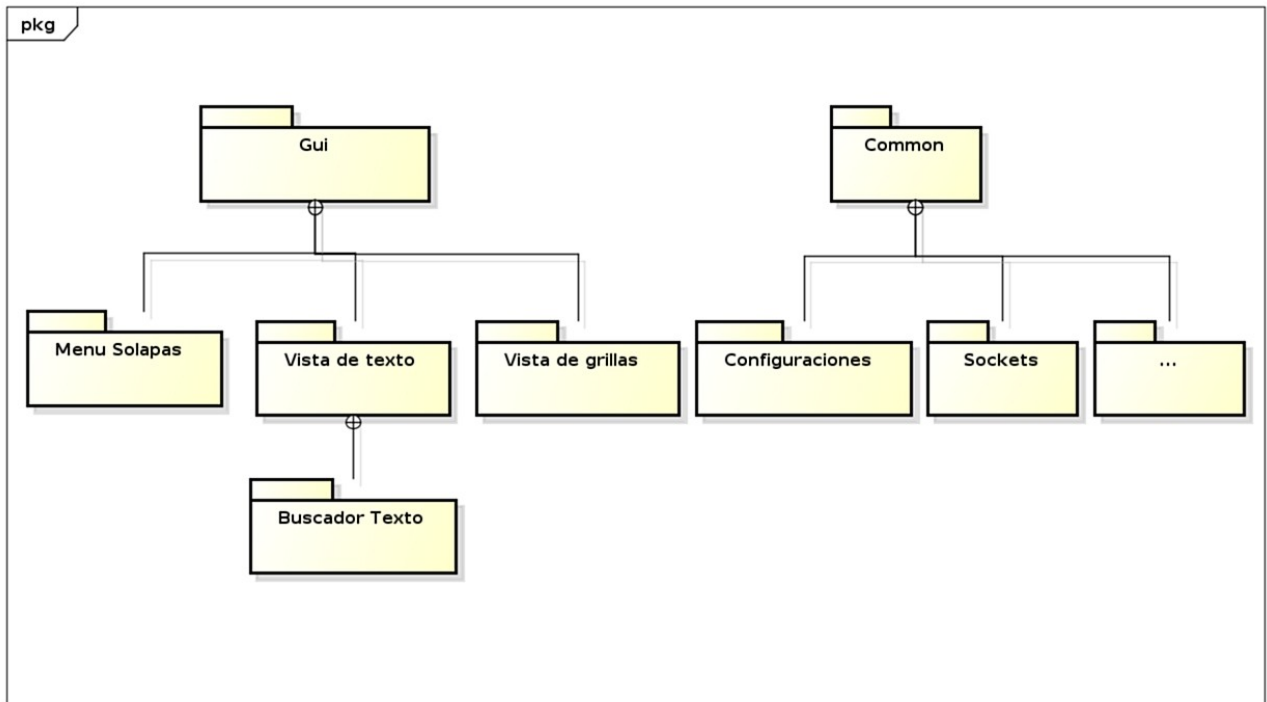 pkg
Gui
Common
Menu Solapas
Vista de texto
Vista de grillas
Configuraciones
Sockets
...
Buscador Texto